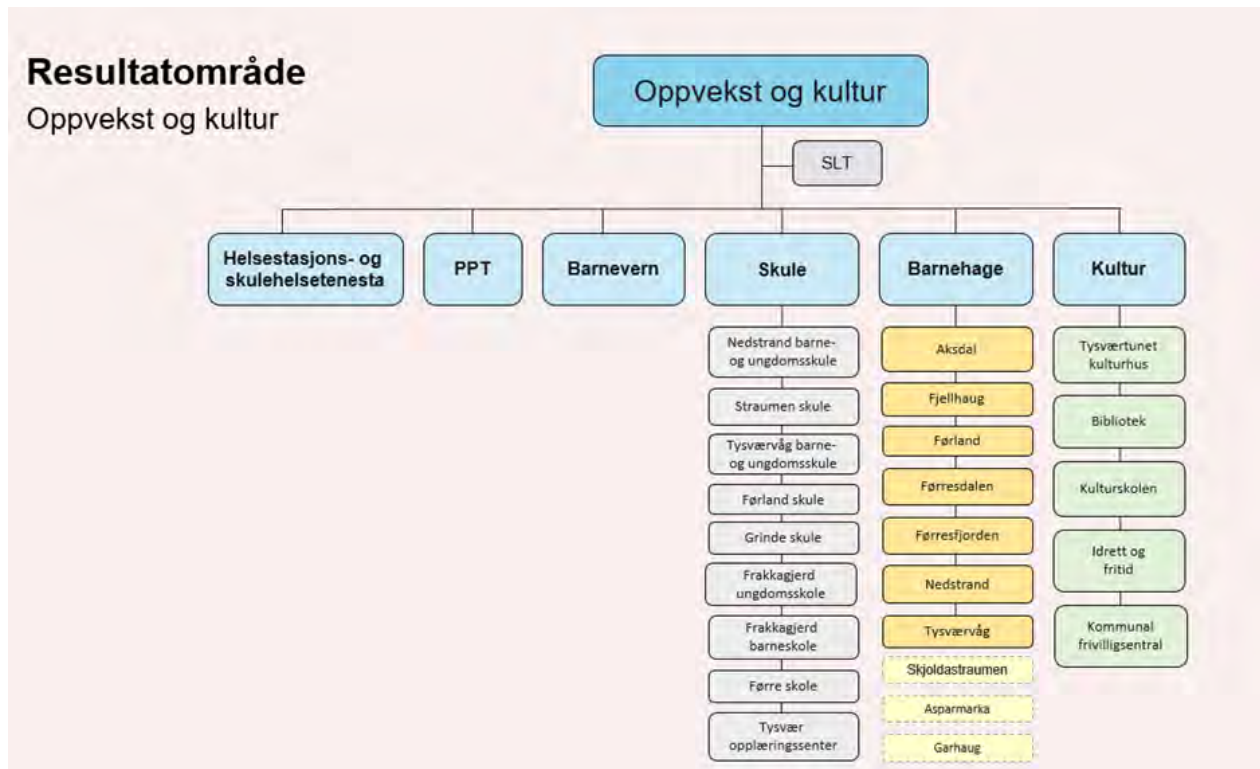 Resultatområde
Oppvekst og kultur
Oppvekst og kultur
SLT
Helsestasjons- og
skulehelsetenesta
PPT
Barnevern
Skule
Barnehage
Kultur
Nedstrand barne-
og ungdomsskule
Straumen skule
Tysværvåg barne-
og ungdomsskule
Førland skule
Grinde skule
Frakkagjerd
ungdomsskole
Frakkagjerd
barneskole
Førre skole
Tysvær
opplæringssenter
Aksdal
Fjellhaug
Førland
Førresdalen
Førresfjorden
Nedstrand
Tysværvåg
Skjoldastraumen
Asparmarka
Garhaug
Tysværtunet
kulturhus
Bibliotek
Kulturskolen
Idrett og
fritid
Kommunal
frivilligsentral